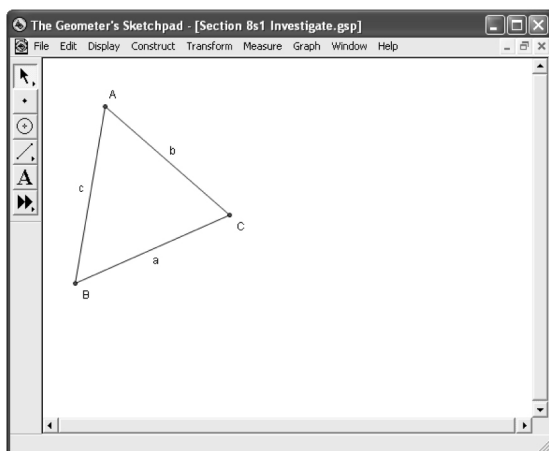 The Geometer's Sketchpad - [Section 8s1 Investigate.gsp]
File Edit Display Construct Transform Measure Graph Window Help
A
A
b
c
C
a
B